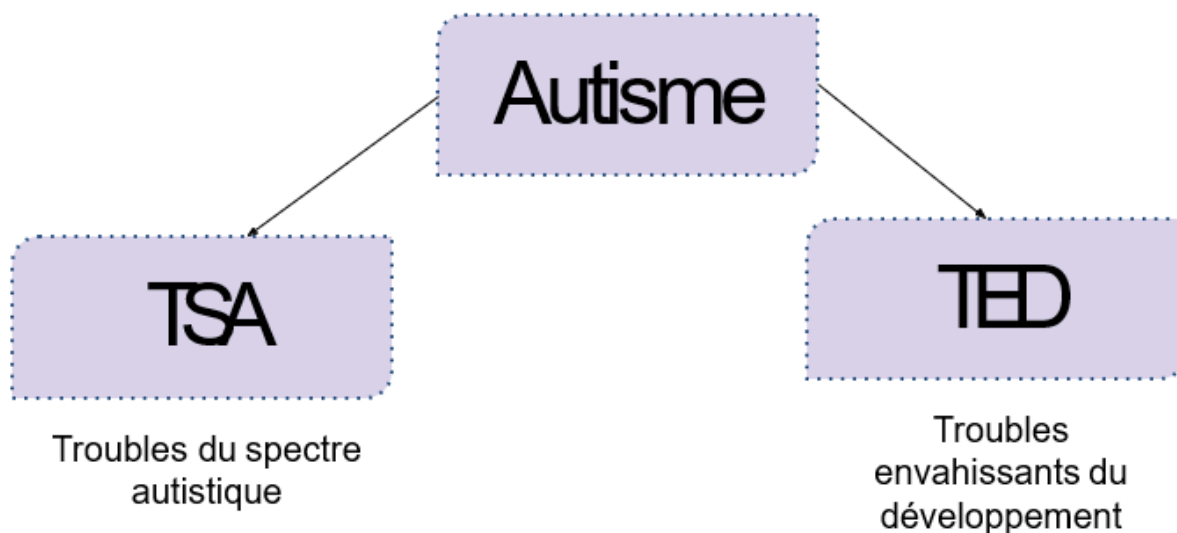 Autisme
TSA
TED
Troubles du spectre
autistique
Troubles
envahissants du
développement